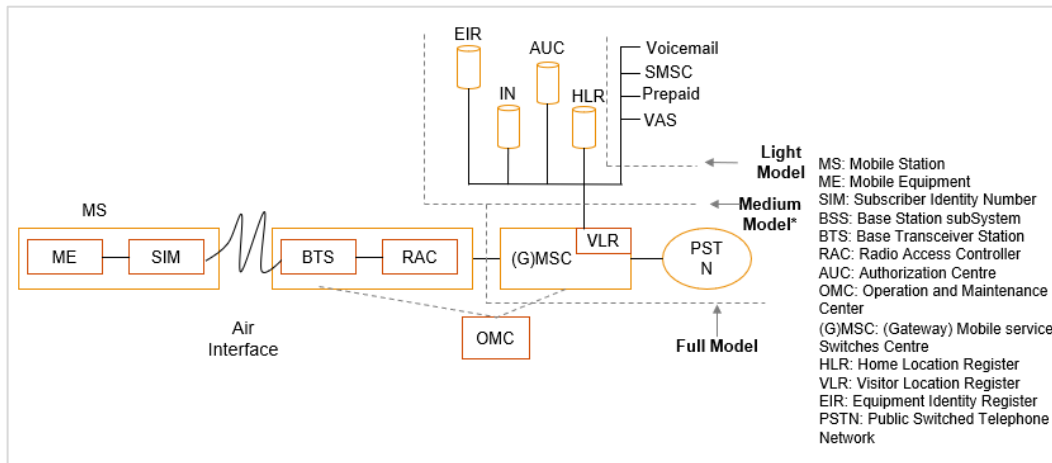 EIR
AUC
IN
HLR
Voicemail
SMSC
Prepaid
VAS
Light
Model
Medium
Model*
MS
ME
SIM
BTS
RAC
(G)MSC
VLR
PST
N
Air
Interface
OMC
Full Model
MS: Mobile Station
ME: Mobile Equipment
SIM: Subscriber Identity Number
BSS: Base Station subSystem
BTS: Base Transceiver Station
RAC: Radio Access Controller
AUC: Authorization Centre
OMC: Operation and Maintenance
Center
(G)MSC: (Gateway) Mobile service
Switches Centre
HLR: Home Location Register
VLR: Visitor Location Register
EIR: Equipment Identity Register
PSTN: Public Switched Telephone
Network